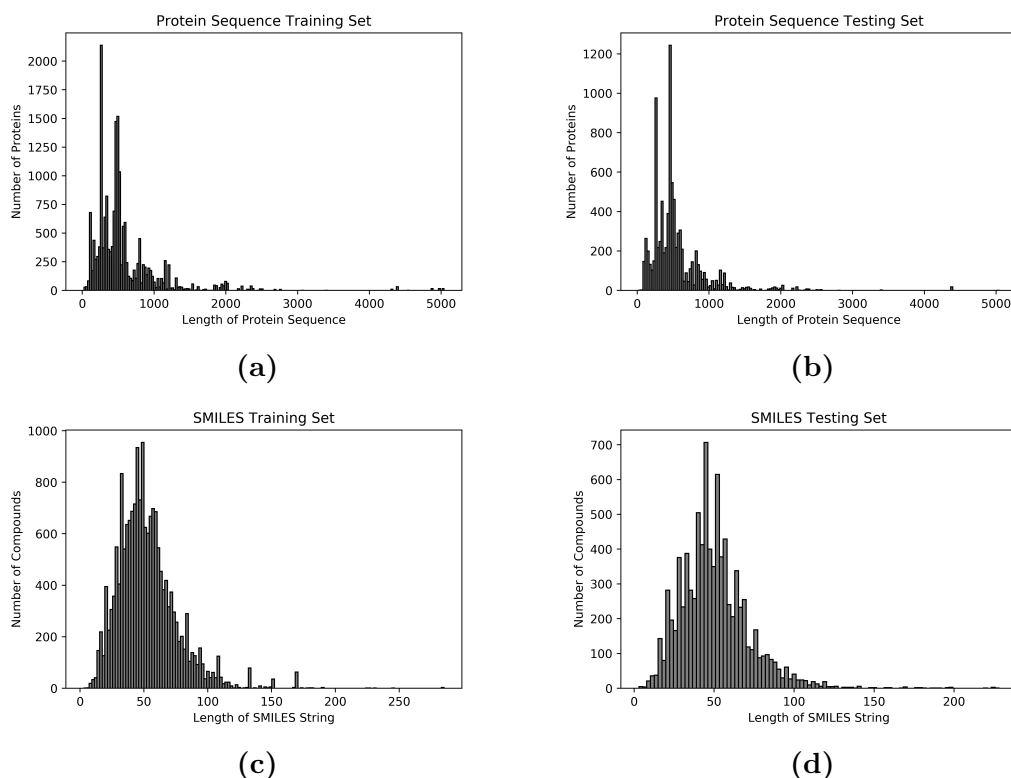 Protein Sequence Training Set
Number of Proteins
2000
1750
1500
1250
1000
750
500
250
0
0 1000 2000 3000 4000 5000
Length of Protein Sequence
(a)
Protein Sequence Testing Set
Number of Proteins
1200
1000
800
600
400
200
0
0 1000 2000 3000 4000 5000
Length of Protein Sequence
(b)
SMILES Training Set
Number of Compounds
1000
800
600
400
200
0
0 50 100 150 200 250
Length of SMILES String
(c)
SMILES Testing Set
Number of Compounds
700
600
500
400
300
200
100
0
0 50 100 150 200
Length of SMILES String
(d)